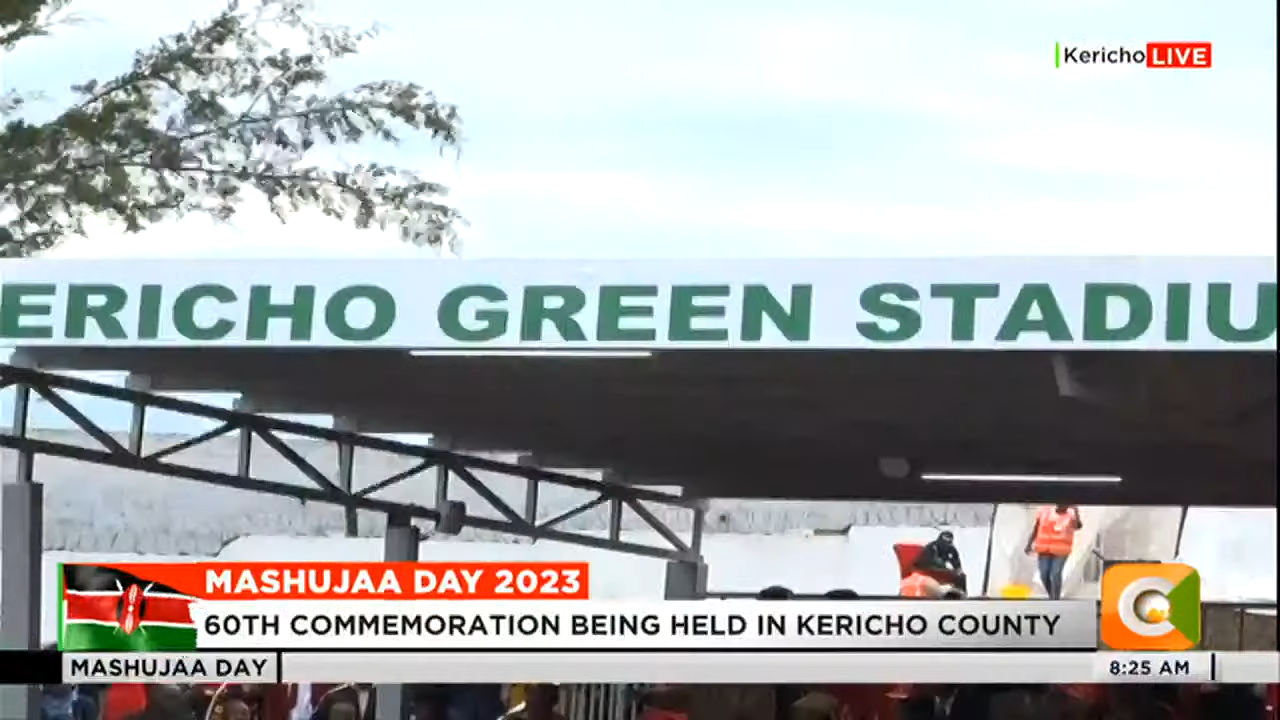 Kericho LIVE
ERICHO GREEN STADIU
MASHUJAA DAY 2023
60TH COMMEMORATION BEING HELD IN KERICHO COUNTY
MASHUJAA DAY
8:25 AM